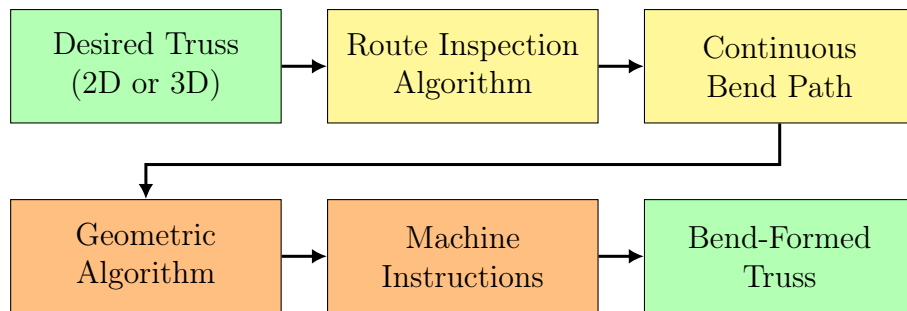 Desired Truss
(2D or 3D)
Route Inspection
Algorithm
Continuous
Bend Path
Geometric
Algorithm
Machine
Instructions
Bend-Formed
Truss